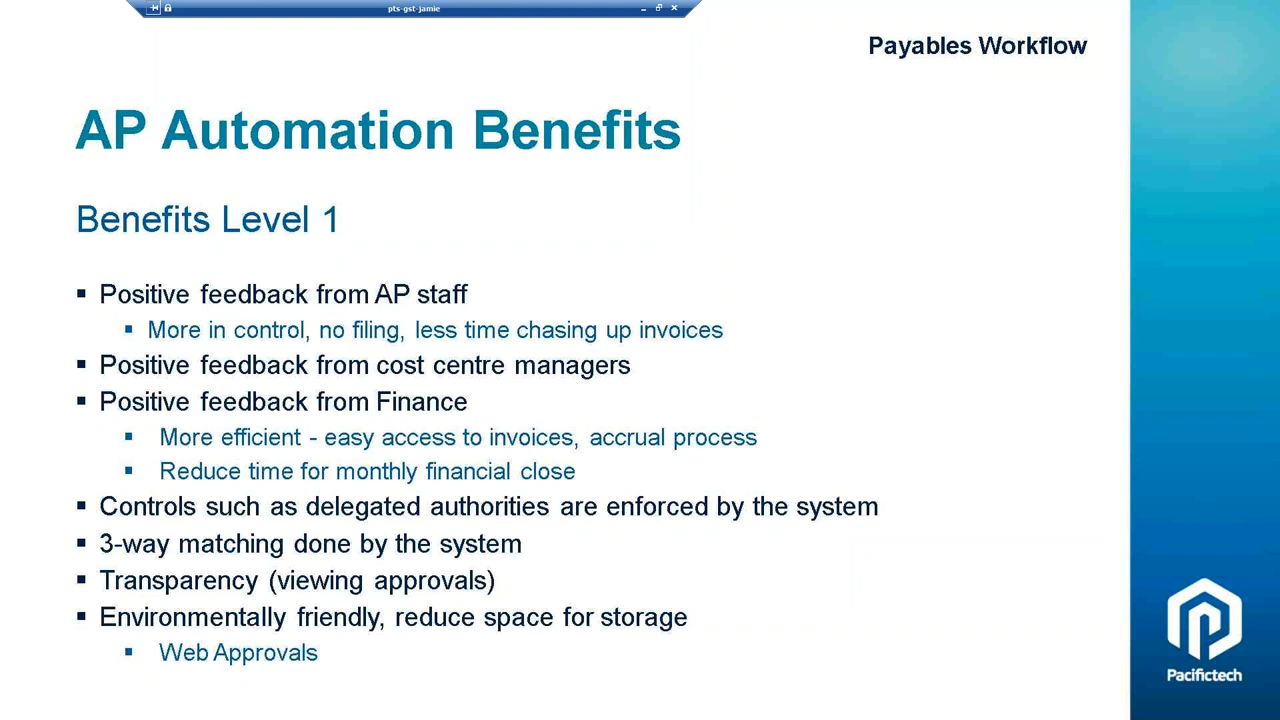 pts-gst-jamie
Payables Workflow
AP Automation Benefits
Benefits Level 1
▪ Positive feedback from AP staff
▪ More in control, no filing, less time chasing up invoices
▪ Positive feedback from cost centre managers
▪ Positive feedback from Finance
▪ More efficient - easy access to invoices, accrual process
▪ Reduce time for monthly financial close
▪ Controls such as delegated authorities are enforced by the system
▪ 3-way matching done by the system
▪ Transparency (viewing approvals)
▪ Environmentally friendly, reduce space for storage
▪ Web Approvals
Pacifictech